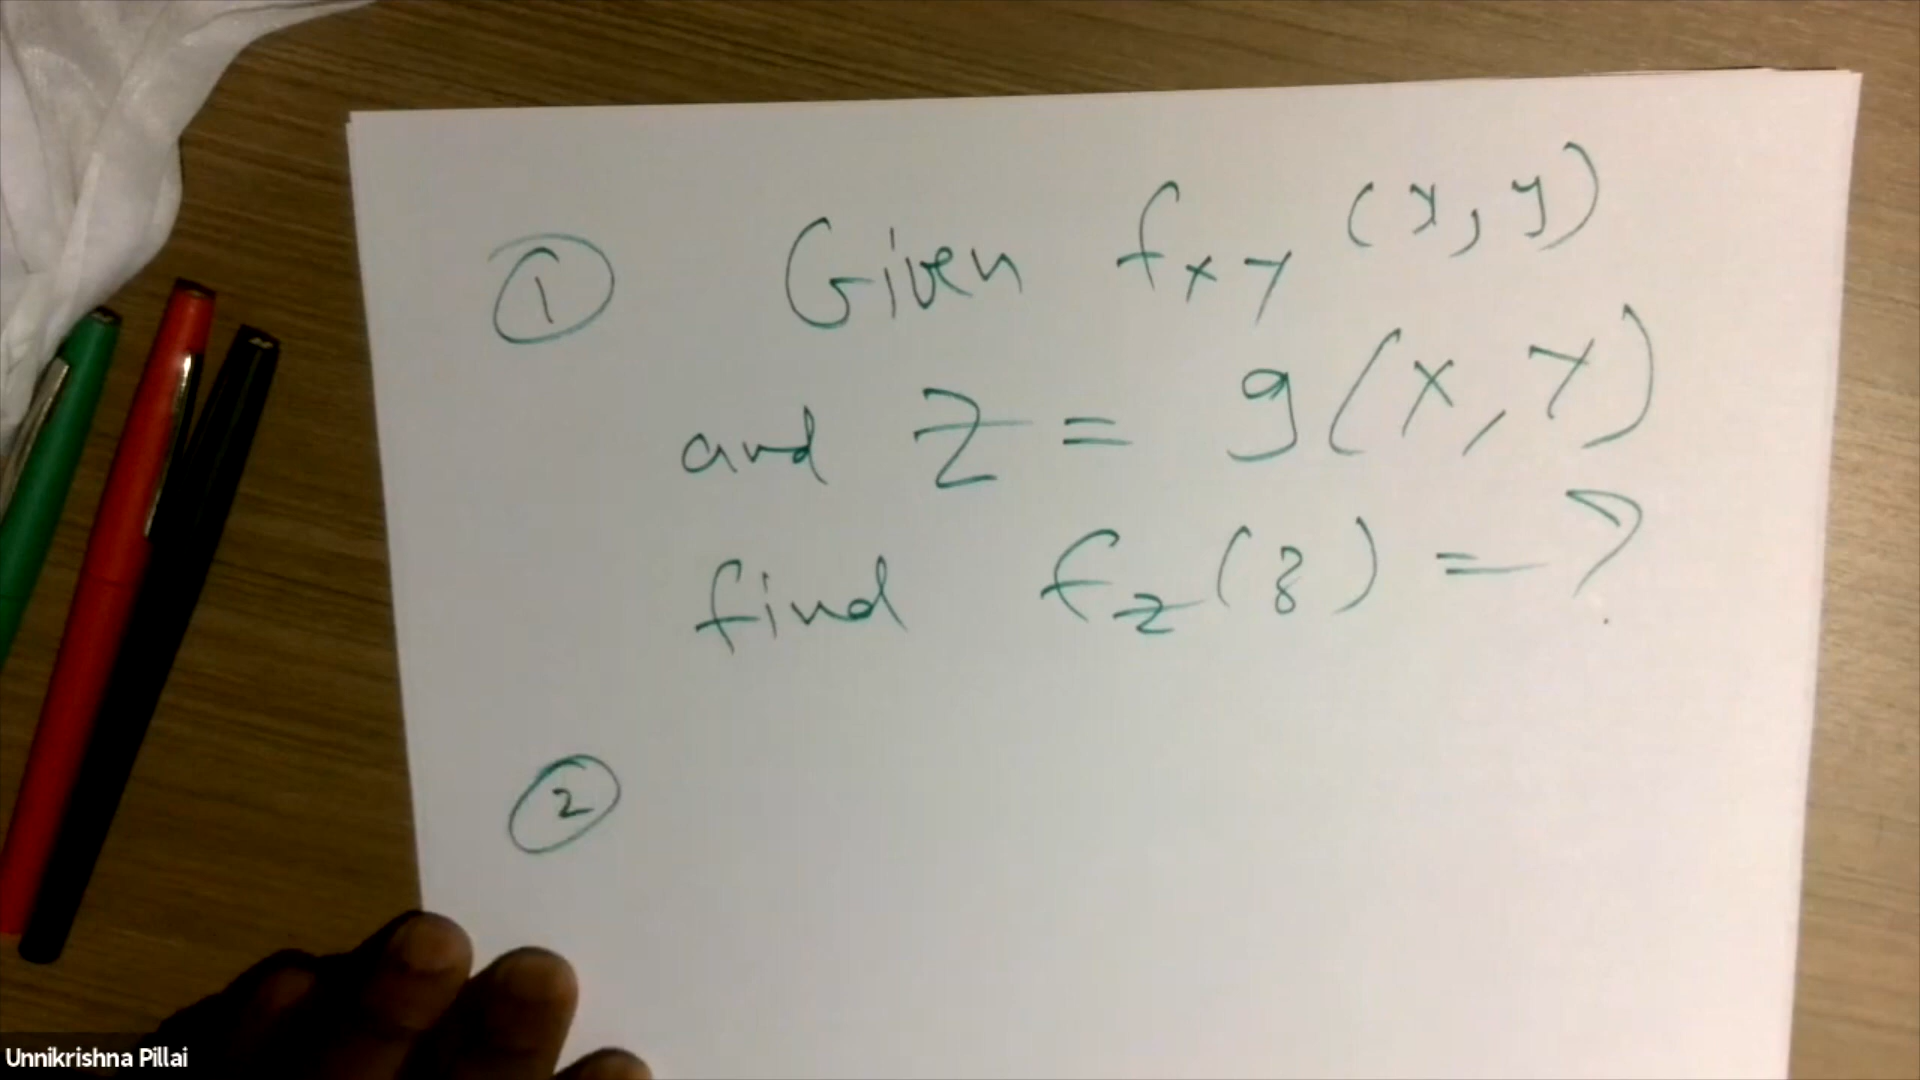 ① Given fxy (x, y)
and Z = g(X, Y)
find fz(z) = ?
②
Unnikrishna Pillai